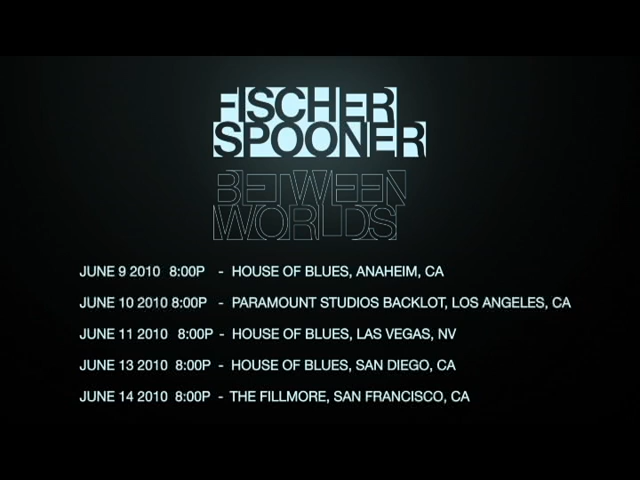 FISCHER
SPOONER
BETWEEN
WORLDS
JUNE 9 2010 8:00P - HOUSE OF BLUES, ANAHEIM, CA
JUNE 10 2010 8:00P - PARAMOUNT STUDIOS BACKLOT, LOS ANGELES, CA
JUNE 11 2010 8:00P - HOUSE OF BLUES, LAS VEGAS, NV
JUNE 13 2010 8:00P - HOUSE OF BLUES, SAN DIEGO, CA
JUNE 14 2010 8:00P - THE FILLMORE, SAN FRANCISCO, CA